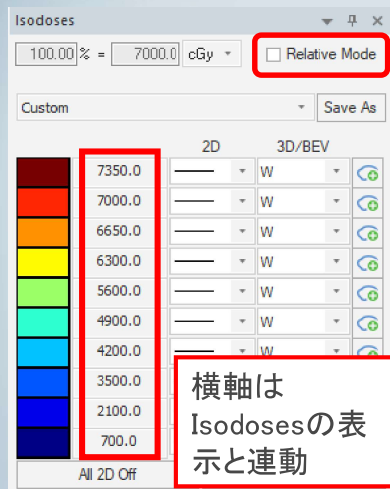 Isodoses
100.00 % = 7000.0 cGy Relative Mode
Custom Save As
2D 3D/BEV
7350.0 W
7000.0 W
6650.0 W
6300.0 W
5600.0 W
4900.0 W
4200.0 W
3500.0
2100.0
700.0
All 2D Off
横軸は
Isodosesの表
示と連動